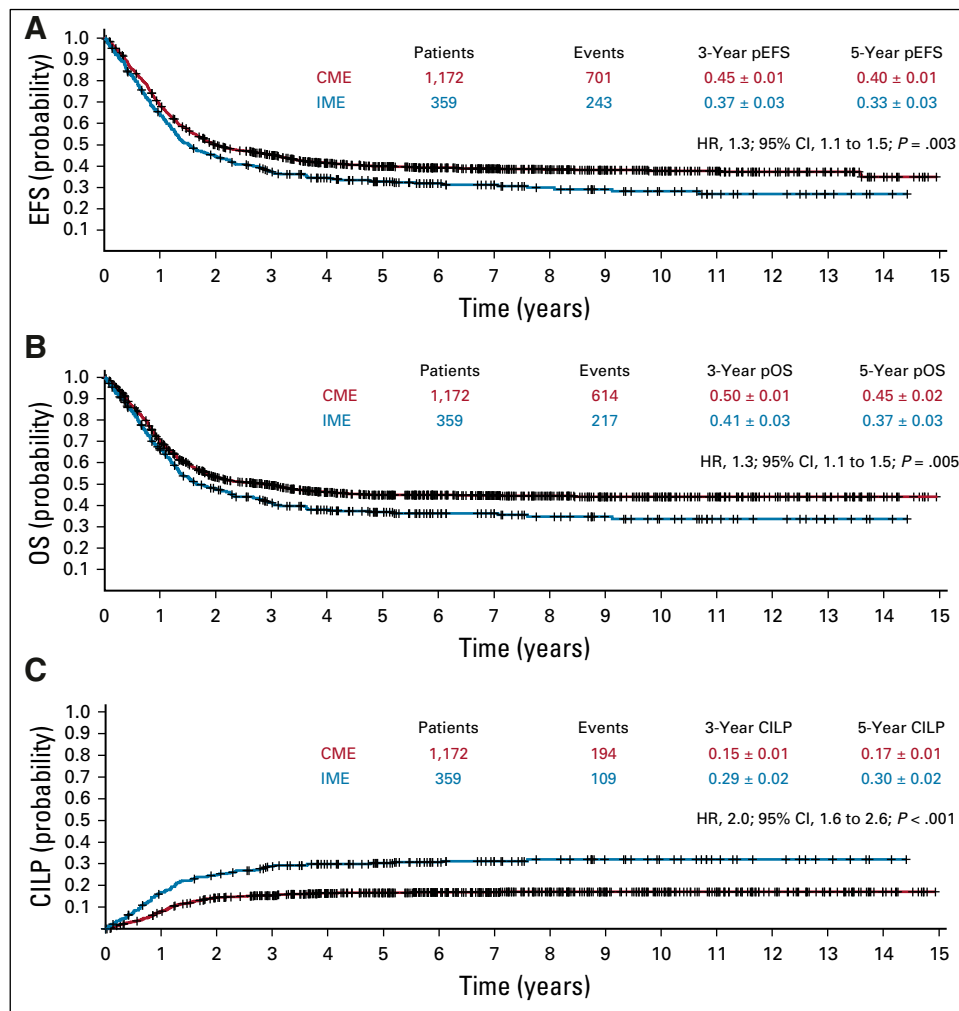 A
EFS (probability)
1.0
0.9
0.8
0.7
0.6
0.5
0.4
0.3
0.2
0.1
Patients Events 3-Year pEFS 5-Year pEFS
CME 1,172 701 0.45 ± 0.01 0.40 ± 0.01
IME 359 243 0.37 ± 0.03 0.33 ± 0.03
HR, 1.3; 95% CI, 1.1 to 1.5; P = .003
0 1 2 3 4 5 6 7 8 9 10 11 12 13 14 15
Time (years)
B
OS (probability)
1.0
0.9
0.8
0.7
0.6
0.5
0.4
0.3
0.2
0.1
Patients Events 3-Year pOS 5-Year pOS
CME 1,172 614 0.50 ± 0.01 0.45 ± 0.02
IME 359 217 0.41 ± 0.03 0.37 ± 0.03
HR, 1.3; 95% CI, 1.1 to 1.5; P = .005
0 1 2 3 4 5 6 7 8 9 10 11 12 13 14 15
Time (years)
C
CILP (probability)
1.0
0.9
0.8
0.7
0.6
0.5
0.4
0.3
0.2
0.1
Patients Events 3-Year CILP 5-Year CILP
CME 1,172 194 0.15 ± 0.01 0.17 ± 0.01
IME 359 109 0.29 ± 0.02 0.30 ± 0.02
HR, 2.0; 95% CI, 1.6 to 2.6; P < .001
0 1 2 3 4 5 6 7 8 9 10 11 12 13 14 15
Time (years)